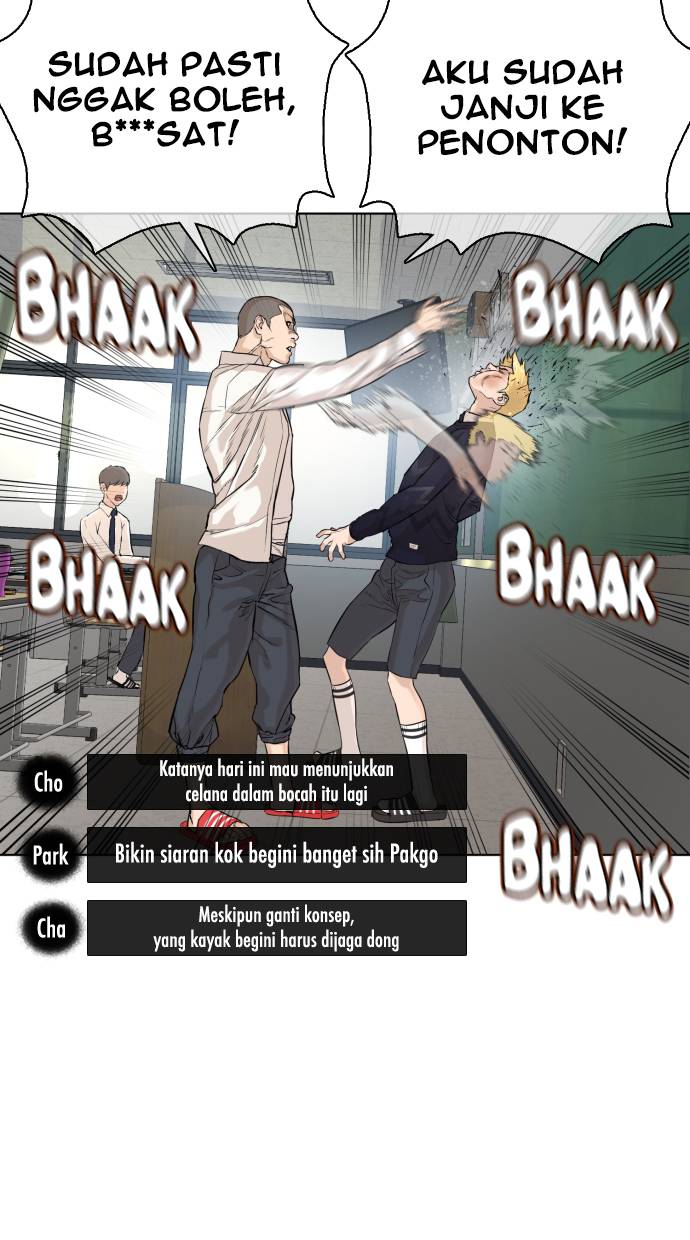 SUDAH PASTI
NGGAK BOLEH,
B***SAT!
AKU SUDAH
JANJI KE
PENONTON!
BHAAK
BHAAK
BHAAK
BHAAK
Cho
Katanya hari ini mau menunjukkan
celana dalam bocah itu lagi
Park
Bikin siaran kok begini banget sih Pakgo
BHAAK
Cha
Meskipun ganti konsep,
yang kayak begini harus dijaga dong